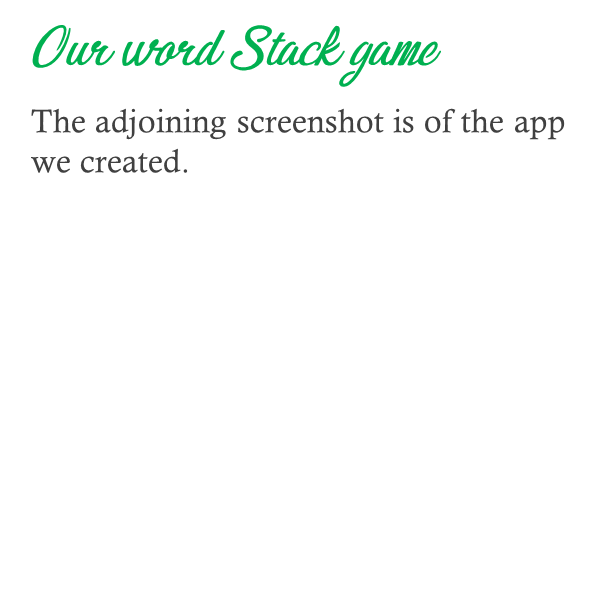 Our word Stack game
The adjoining screenshot is of the app
we created.